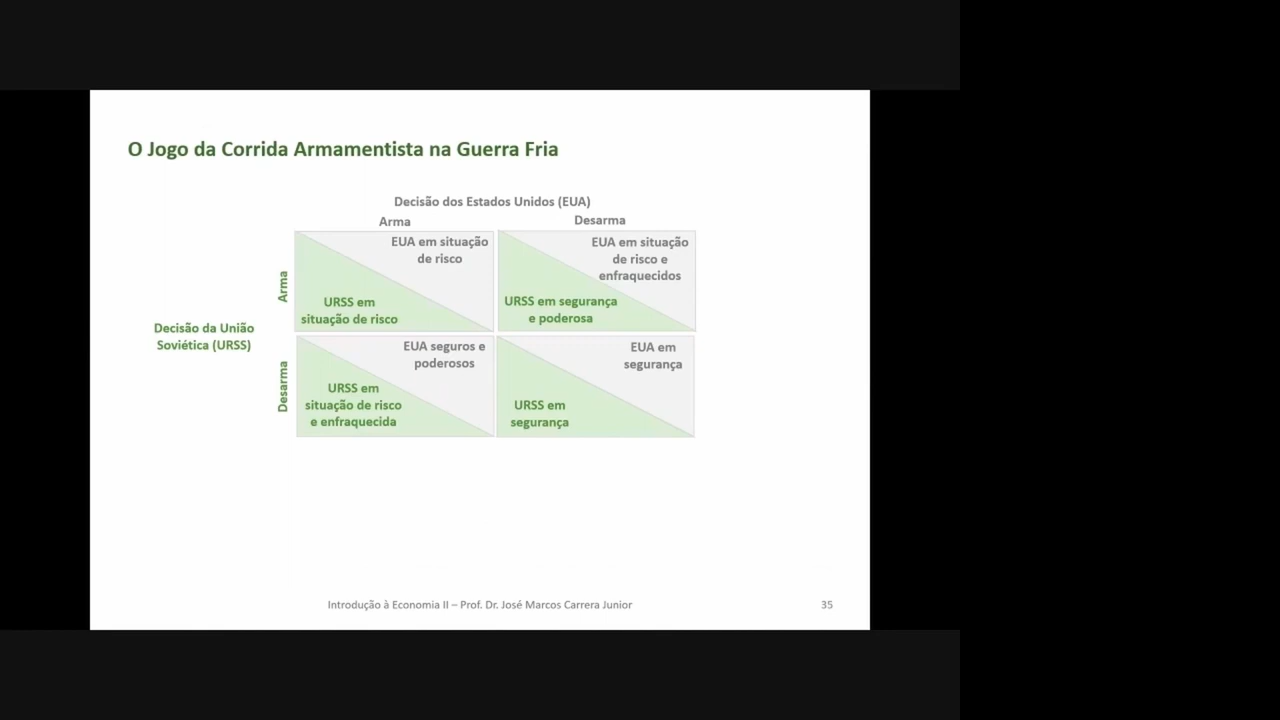 O Jogo da Corrida Armamentista na Guerra Fria
Decisão dos Estados Unidos (EUA)
Arma
Desarma
Decisão da União
Soviética (URSS)
Arma
EUA em situação
de risco
URSS em
situação de risco
EUA em situação
de risco e
enfraquecidos
URSS em segurança
e poderosa
Desarma
EUA seguros e
poderosos
URSS em
situação de risco
e enfraquecida
EUA em
segurança
URSS em
segurança
Introdução à Economia II – Prof. Dr. José Marcos Carrera Junior
35